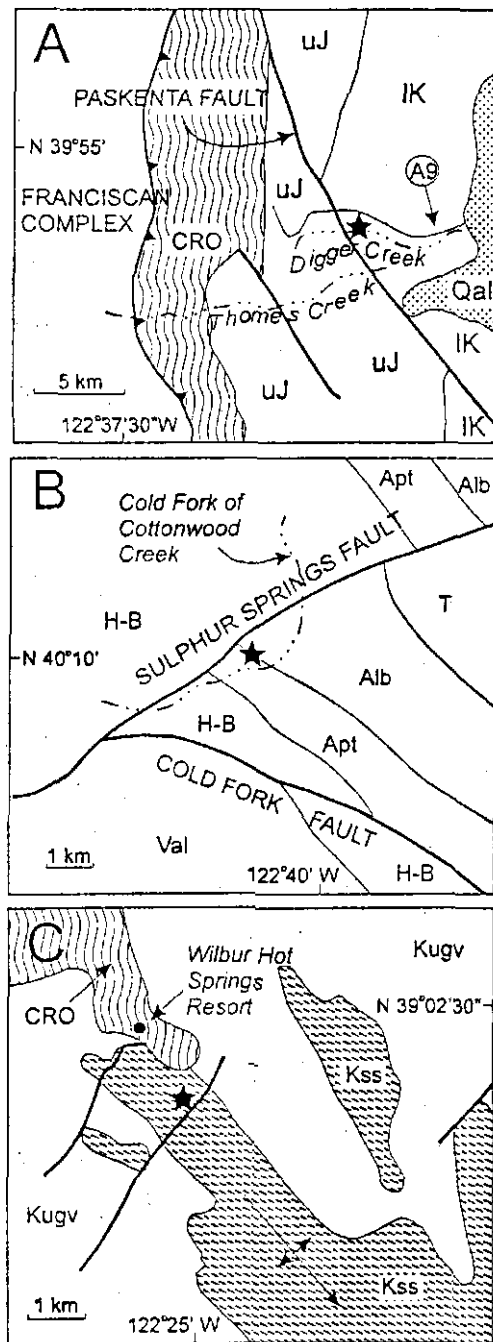 A
uJ
lK
PASKENTA FAULT
N 39°55'
A9
FRANCISCAN
COMPLEX
uJ
CRO
Digger Creek
Thomes Creek
Qal
uJ
uJ
lK
5 km
122°37'30"W
lK
B
Cold Fork of
Cottonwood
Creek
Apt
Alb
SULPHUR SPRINGS FAULT
H-B
T
N 40°10'
Alb
H-B
Apt
COLD FORK FAULT
Val
1 km
122°40' W
H-B
C
Wilbur Hot
Springs
Resort
Kugv
N 39°02'30"
CRO
Kss
Kugv
Kss
1 km
122°25' W